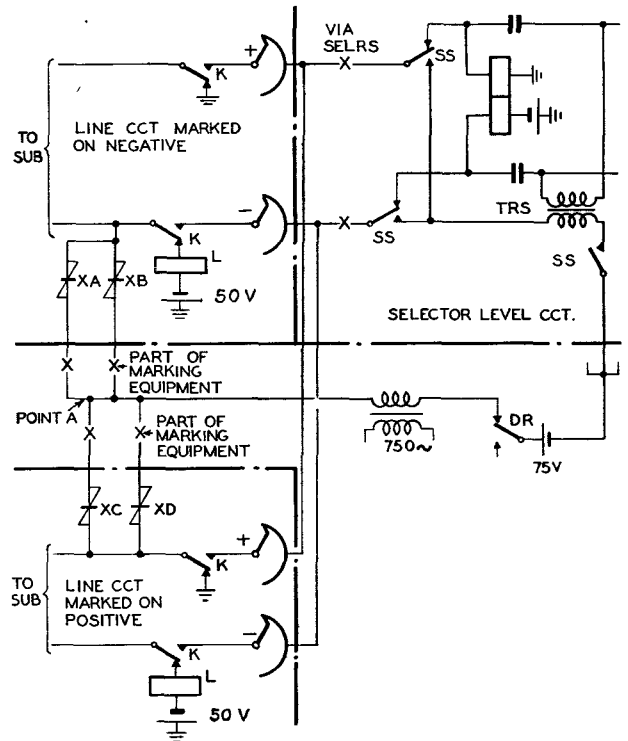 VIA
SELRS
SS
+
K
X
TO
SUB
LINE CCT MARKED
ON NEGATIVE
−
K
X
SS
TRS
SS
L
XA
XB
50 V
SELECTOR LEVEL CCT.
X
X
PART OF
MARKING
EQUIPMENT
POINT A
X
X
PART OF
MARKING
EQUIPMENT
750~
DR
75V
XC
XD
+
K
TO
SUB
LINE CCT
MARKED ON
POSITIVE
−
K
L
50 V